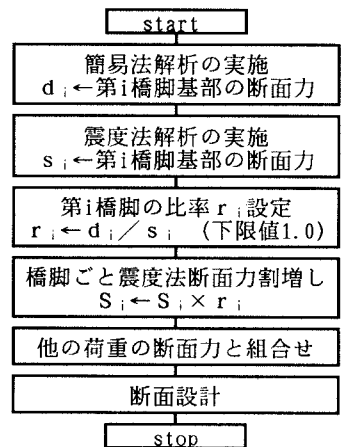 start
簡易法解析の実施
dᵢ←第i橋脚基部の断面力
震度法解析の実施
sᵢ←第i橋脚基部の断面力
第i橋脚の比率rᵢ設定
rᵢ←dᵢ／sᵢ （下限値1.0）
橋脚ごと震度法断面力割増し
Sᵢ←Sᵢ×rᵢ
他の荷重の断面力と組合せ
断面設計
stop